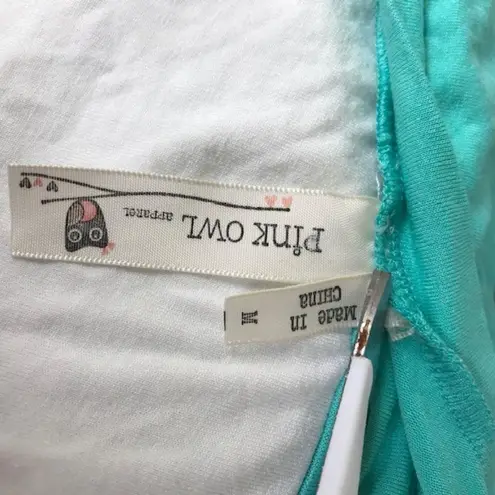 PiNK OWL
apparel
Made in
China
M